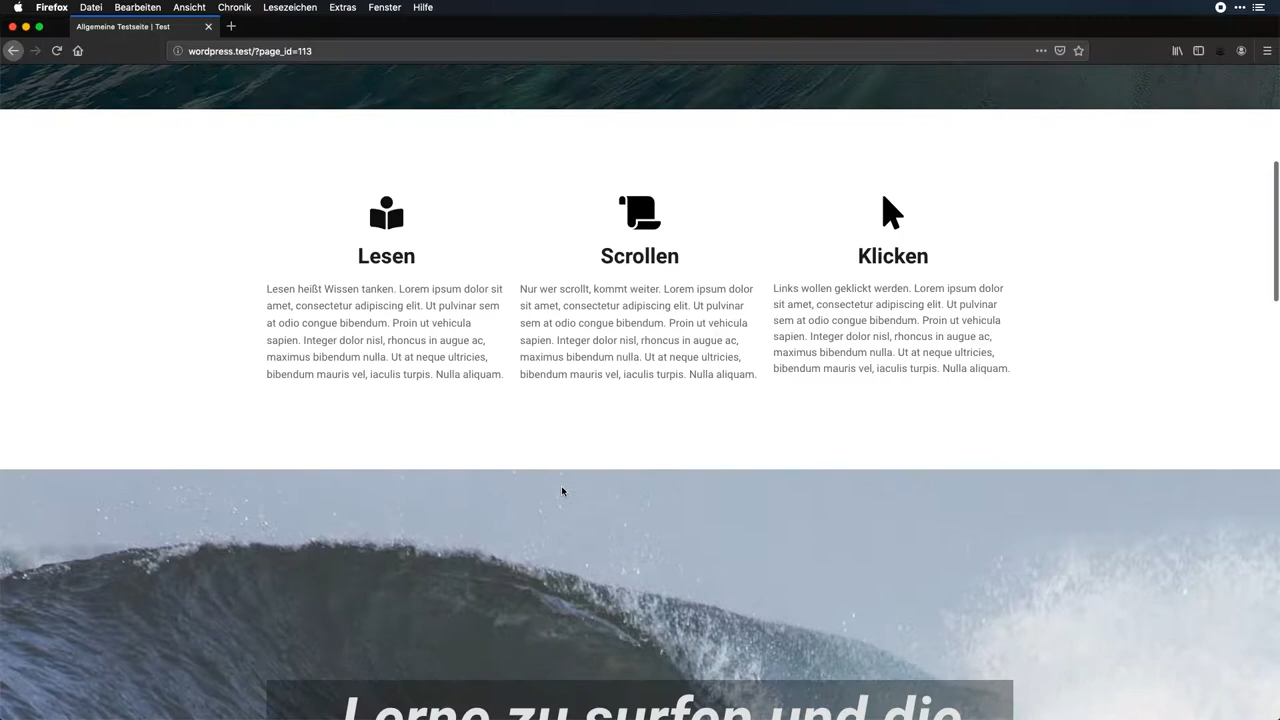 Firefox Datei Bearbeiten Ansicht Chronik Lesezeichen Extras Fenster Hilfe
Allgemeine Testseite | Test
wordpress.test/?page_id=113
Lesen
Lesen heißt Wissen tanken. Lorem ipsum dolor sit
amet, consectetur adipiscing elit. Ut pulvinar sem
at odio congue bibendum. Proin ut vehicula
sapien. Integer dolor nisl, rhoncus in augue ac,
maximus bibendum nulla. Ut at neque ultricies,
bibendum mauris vel, iaculis turpis. Nulla aliquam.
Scrollen
Nur wer scrollt, kommt weiter. Lorem ipsum dolor
sit amet, consectetur adipiscing elit. Ut pulvinar
sem at odio congue bibendum. Proin ut vehicula
sapien. Integer dolor nisl, rhoncus in augue ac,
maximus bibendum nulla. Ut at neque ultricies,
bibendum mauris vel, iaculis turpis. Nulla aliquam.
Klicken
Links wollen geklickt werden. Lorem ipsum dolor
sit amet, consectetur adipiscing elit. Ut pulvinar
sem at odio congue bibendum. Proin ut vehicula
sapien. Integer dolor nisl, rhoncus in augue ac,
maximus bibendum nulla. Ut at neque ultricies,
bibendum mauris vel, iaculis turpis. Nulla aliquam.
Lerne zu surfen und die